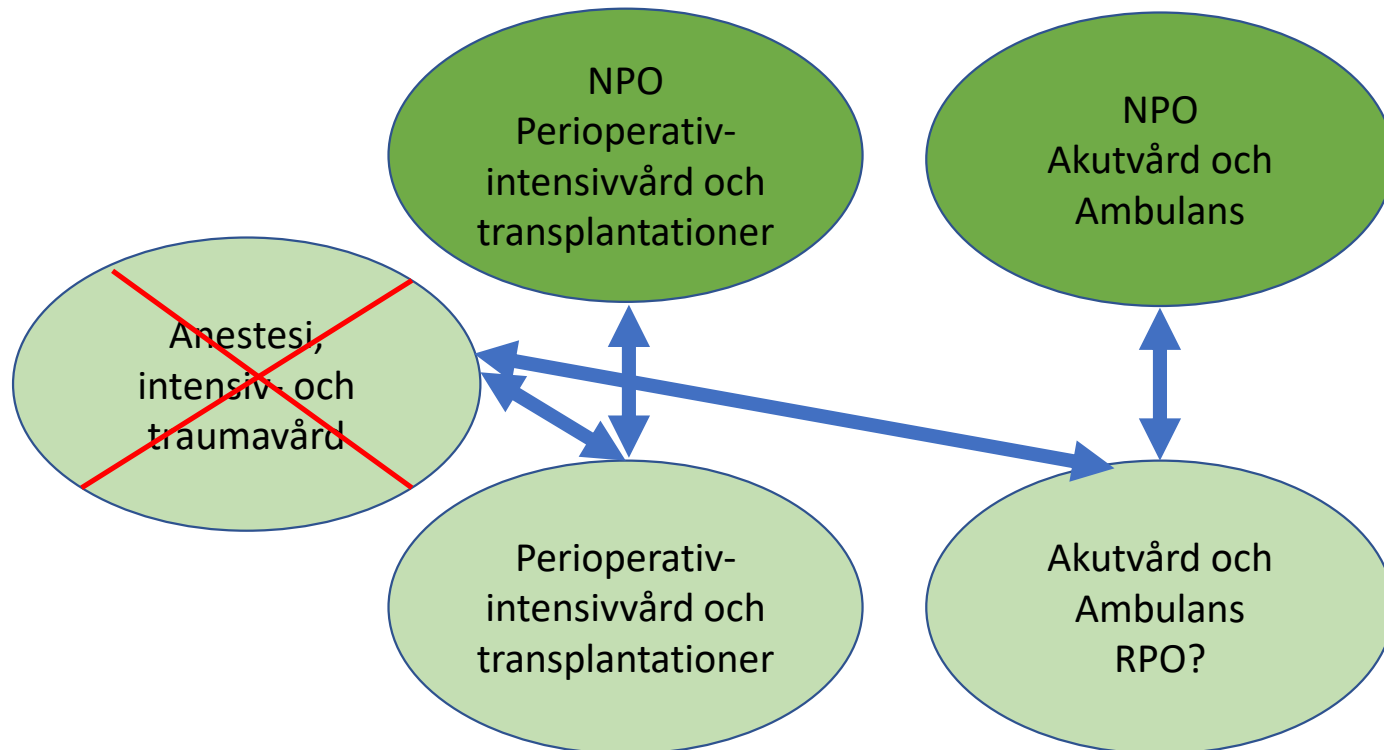 NPO
Perioperativ-
intensivvård och
transplantationer
NPO
Akutvård och
Ambulans
Anestesi,
intensiv- och
traumavård
Perioperativ-
intensivvård och
transplantationer
Akutvård och
Ambulans
RPO?